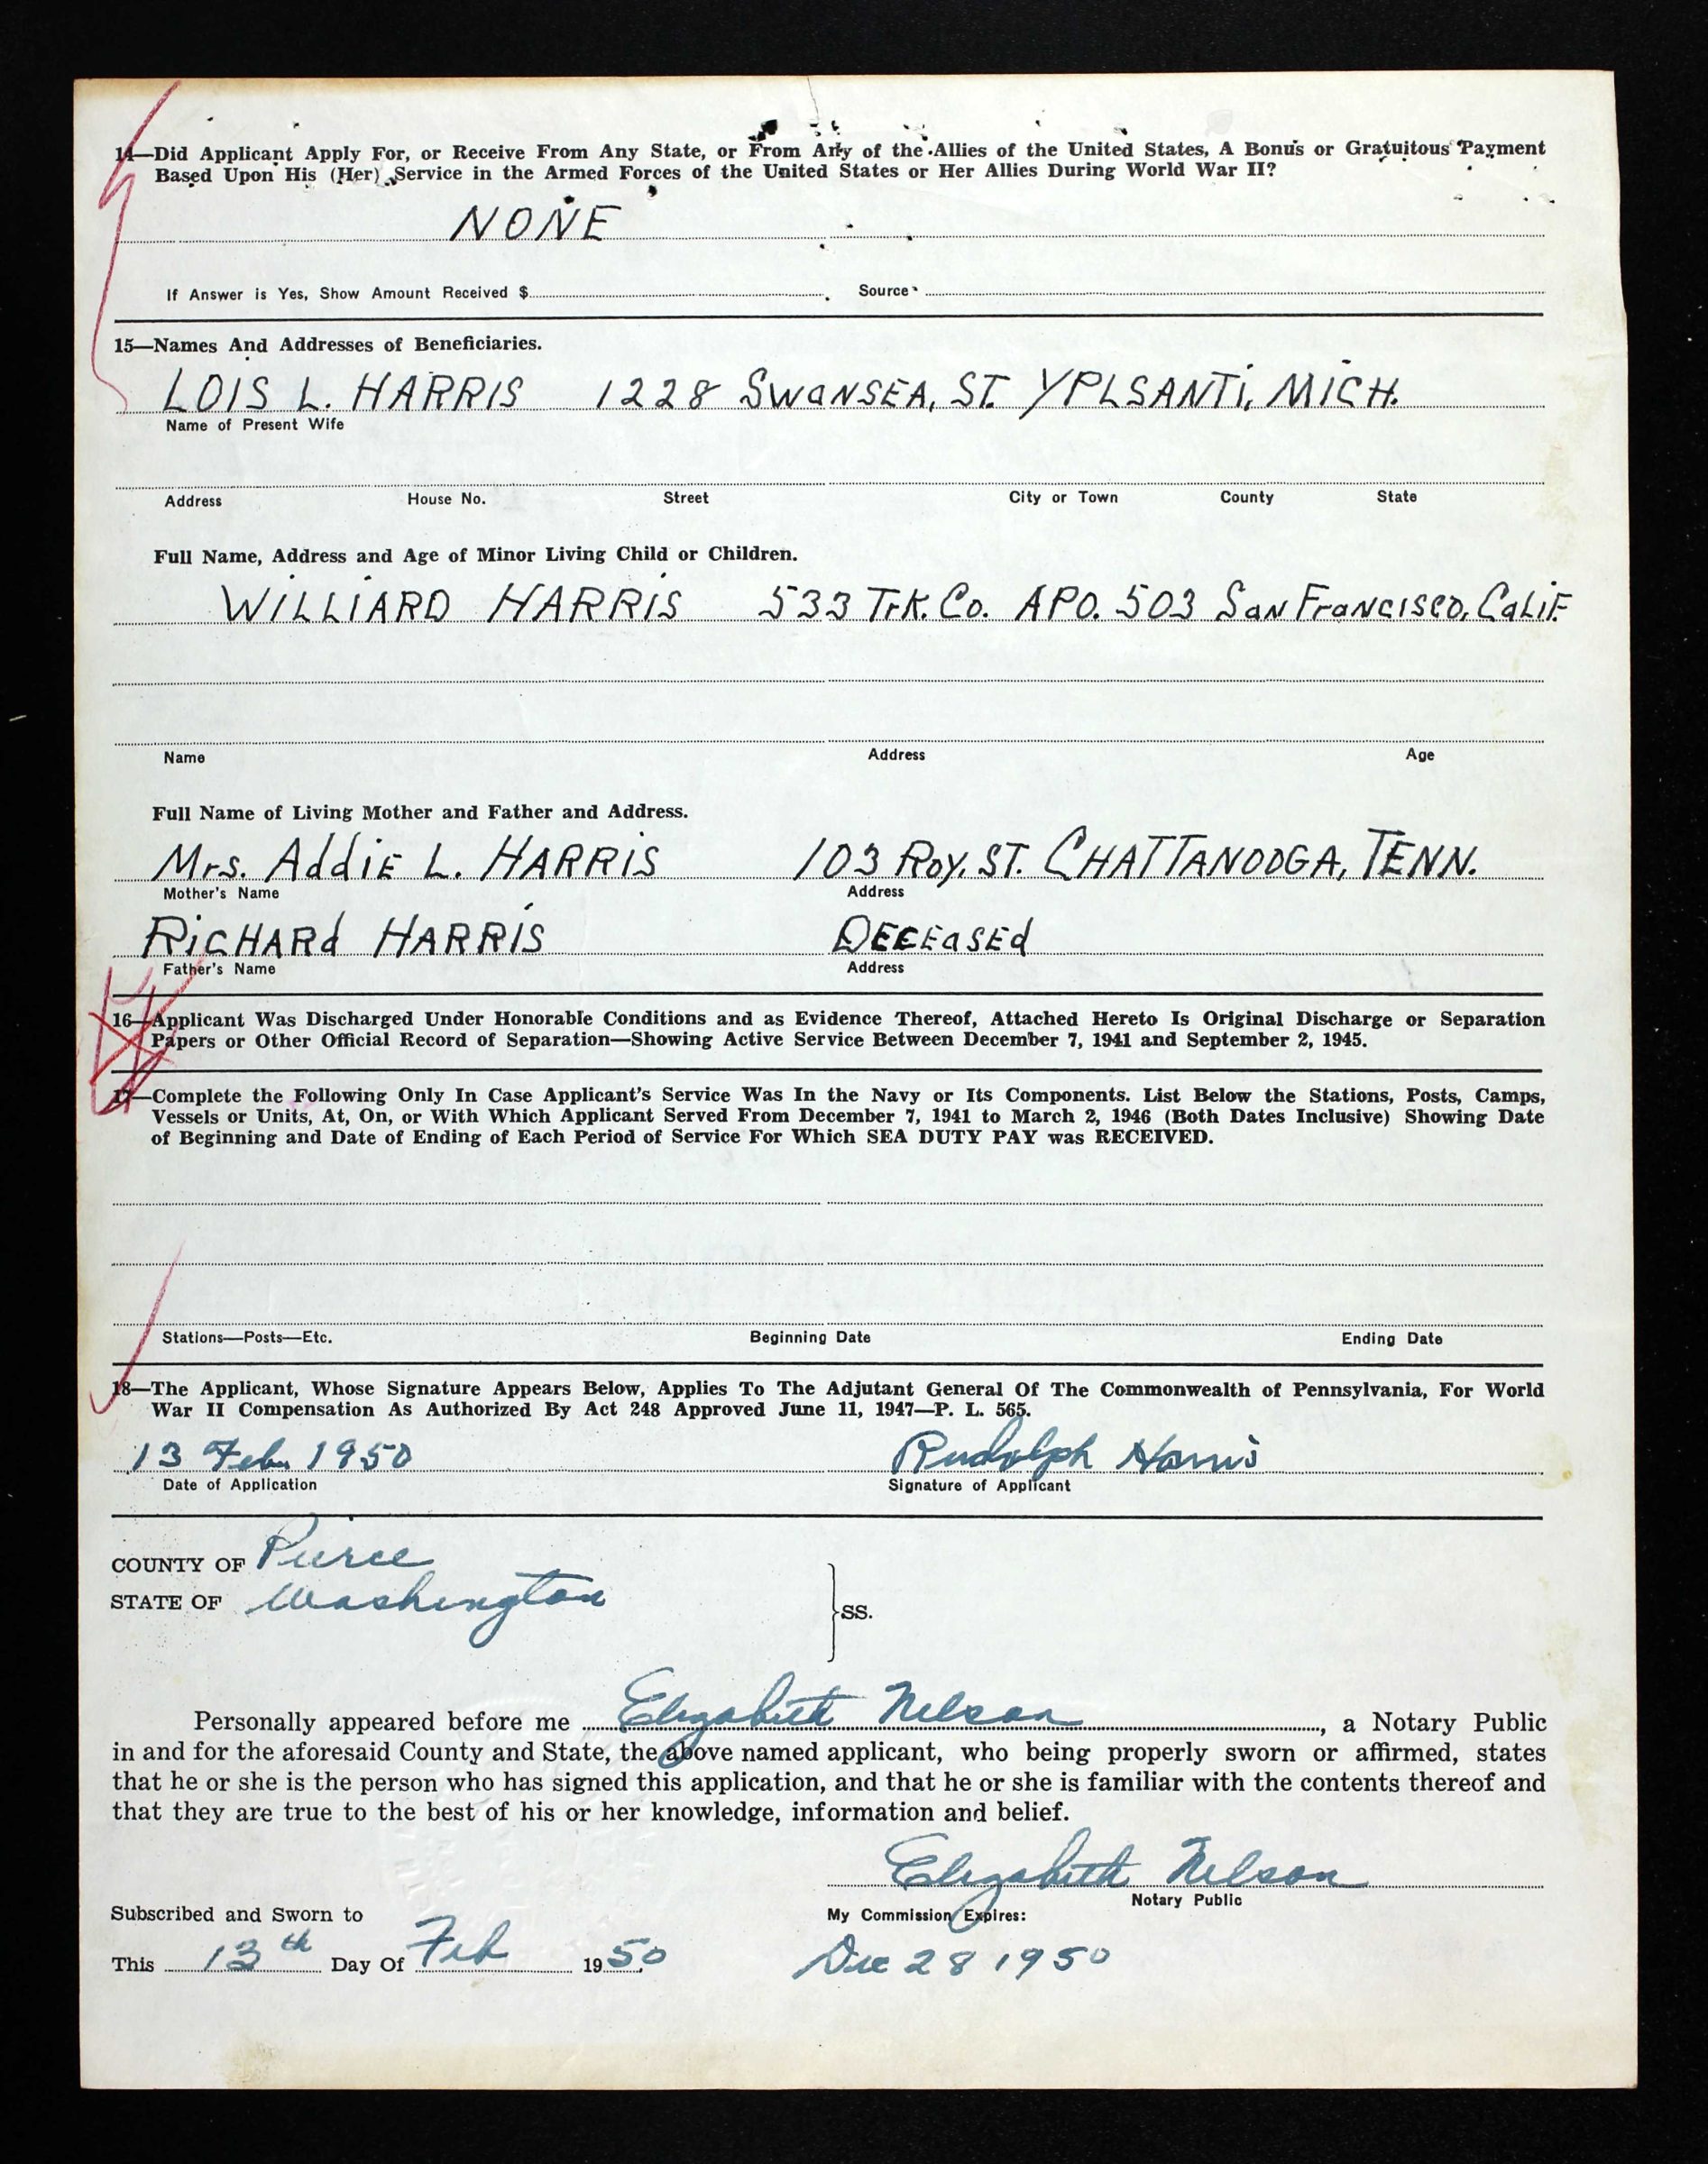 14—Did Applicant Apply For, or Receive From Any State, or From Any of the Allies of the United States, A Bonus or Gratuitous Payment
Based Upon His (Her) Service in the Armed Forces of the United States or Her Allies During World War II?
NONE
If Answer is Yes, Show Amount Received $ Source
15—Names And Addresses of Beneficiaries.
LOIS L. HARRIS 1228 SWANSEA, ST. YPLSANTi, MICH.
Name of Present Wife
Address House No. Street City or Town County State
Full Name, Address and Age of Minor Living Child or Children.
WILLIARD HARRIS 533 TrK. Co. APO. 503 San Francisco, CaLiF.
Name Address Age
Full Name of Living Mother and Father and Address.
Mrs. AddiE L. HARRIS 103 Roy. ST. CHATTANOOGA, TENN.
Mother's Name Address
RiCHARd HARRIS DECEasEd
Father's Name Address
16—Applicant Was Discharged Under Honorable Conditions and as Evidence Thereof, Attached Hereto Is Original Discharge or Separation
Papers or Other Official Record of Separation—Showing Active Service Between December 7, 1941 and September 2, 1945.
17—Complete the Following Only In Case Applicant's Service Was In the Navy or Its Components. List Below the Stations, Posts, Camps,
Vessels or Units, At, On, or With Which Applicant Served From December 7, 1941 to March 2, 1946 (Both Dates Inclusive) Showing Date
of Beginning and Date of Ending of Each Period of Service For Which SEA DUTY PAY was RECEIVED.
Stations—Posts—Etc. Beginning Date Ending Date
18—The Applicant, Whose Signature Appears Below, Applies To The Adjutant General Of The Commonwealth of Pennsylvania, For World
War II Compensation As Authorized By Act 248 Approved June 11, 1947—P. L. 565.
13 Feb. 1950 Rudolph Harris
Date of Application Signature of Applicant
COUNTY OF Pierce
STATE OF Washington
SS.
Personally appeared before me Elizabeth Nelson, a Notary Public
in and for the aforesaid County and State, the above named applicant, who being properly sworn or affirmed, states
that he or she is the person who has signed this application, and that he or she is familiar with the contents thereof and
that they are true to the best of his or her knowledge, information and belief.
Elizabeth Nelson
Notary Public
Subscribed and Sworn to My Commission Expires:
This 13th Day Of Feb 1950 Dec 28 1950